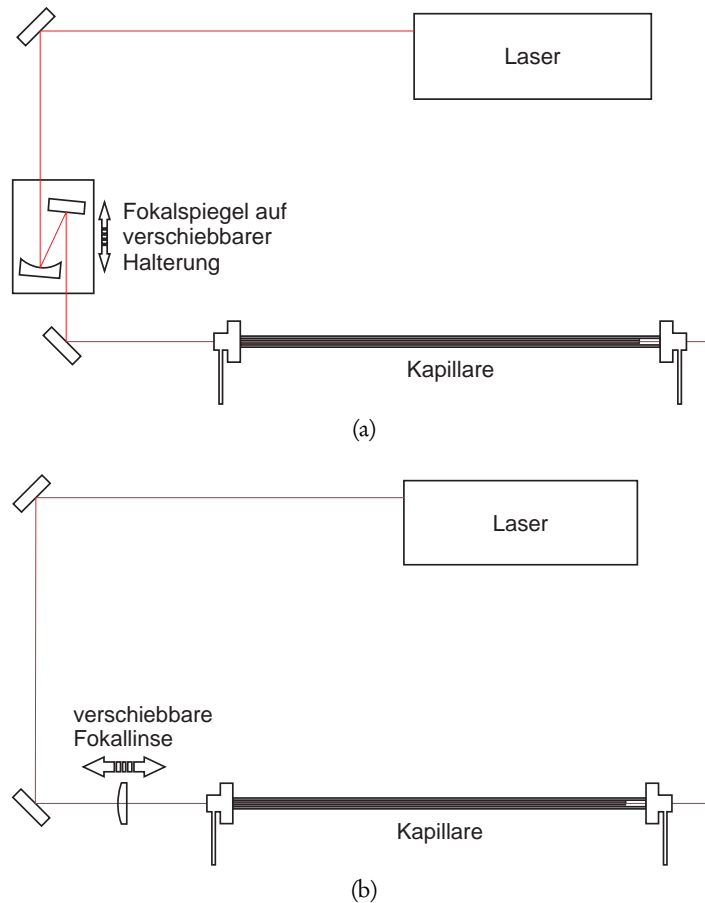 Laser
Fokalspiegel auf
verschiebbarer
Halterung
Kapillare
(a)
Laser
verschiebbare
Fokallinse
Kapillare
(b)